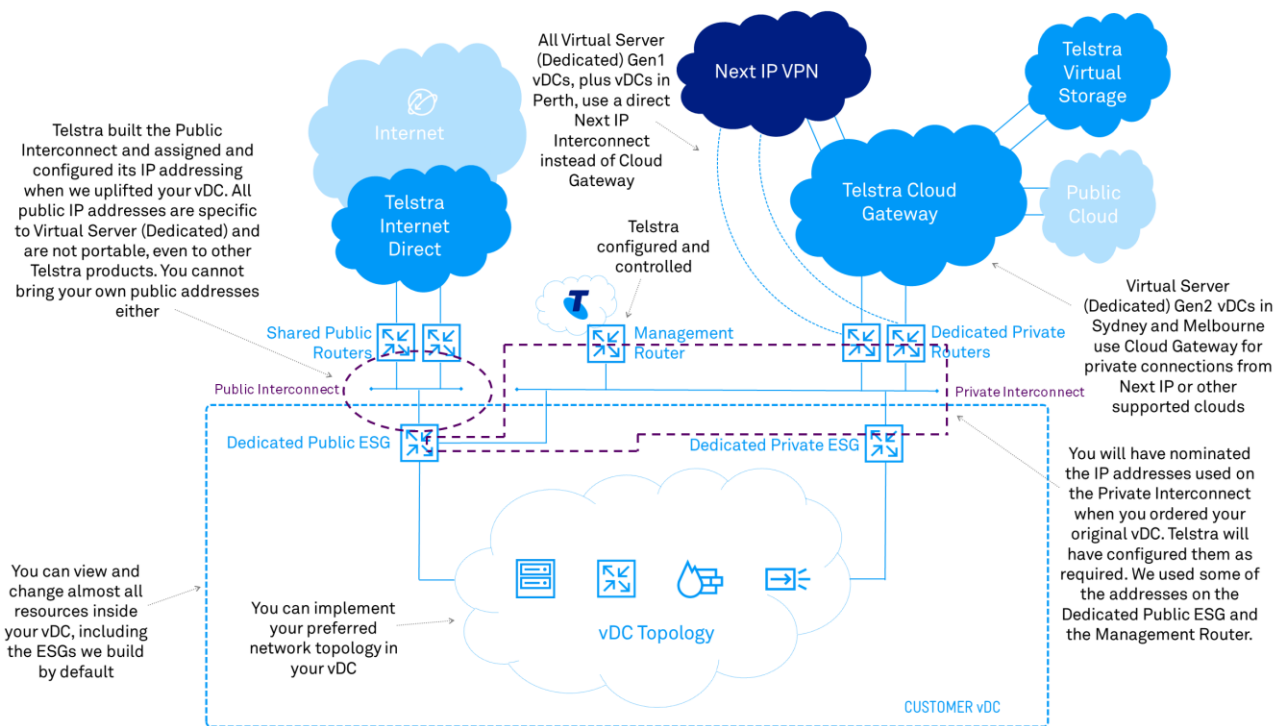 All Virtual Server
(Dedicated) Gen1
vDCs, plus vDCs in
Perth, use a direct
Next IP
Interconnect
instead of Cloud
Gateway
Next IP VPN
Telstra
Virtual
Storage
Internet
Telstra built the Public
Interconnect and assigned and
configured its IP addressing
when we uplifted your vDC. All
public IP addresses are specific
to Virtual Server (Dedicated) and
are not portable, even to other
Telstra products. You cannot
bring your own public addresses
either
Telstra
Internet
Direct
Telstra Cloud
Gateway
Public
Cloud
Telstra
configured and
controlled
T
Virtual Server
(Dedicated) Gen2 vDCs in
Sydney and Melbourne
use Cloud Gateway for
private connections from
Next IP or other
supported clouds
Shared Public
Routers
Management
Router
Dedicated Private
Routers
Public Interconnect
Private Interconnect
Dedicated Public ESG
Dedicated Private ESG
You will have nominated
the IP addresses used on
the Private Interconnect
when you ordered your
original vDC. Telstra will
have configured them as
required. We used some of
the addresses on the
Dedicated Public ESG and
the Management Router.
You can view and
change almost all
resources inside
your vDC, including
the ESGs we build
by default
You can implement
your preferred
network topology in
your vDC
vDC Topology
CUSTOMER vDC